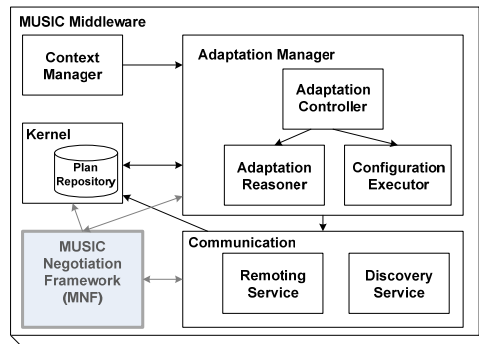 MUSIC Middleware
Context
Manager
Adaptation Manager
Adaptation
Controller
Kernel
Plan
Repository
Adaptation
Reasoner
Configuration
Executor
MUSIC
Negotiation
Framework
(MNF)
Communication
Remoting
Service
Discovery
Service